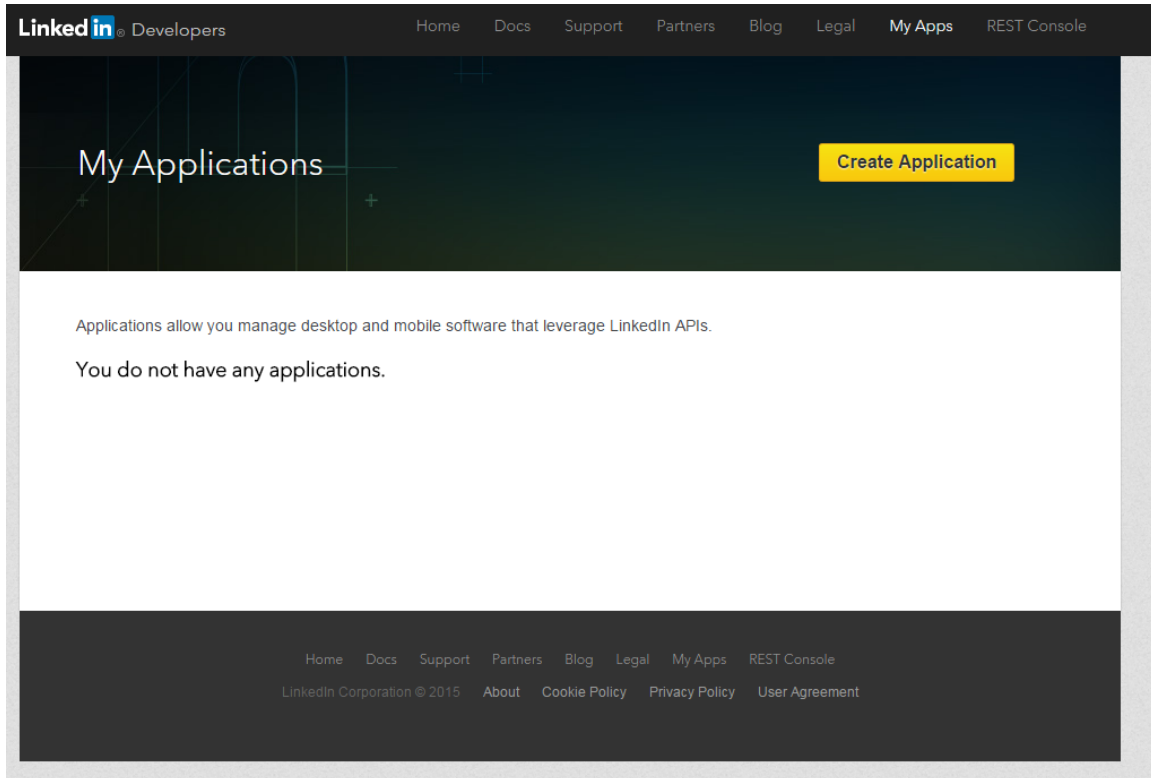 Linked in ® Developers Home Docs Support Partners Blog Legal My Apps REST Console
My Applications Create Application
Applications allow you manage desktop and mobile software that leverage LinkedIn APIs.
You do not have any applications.
Home Docs Support Partners Blog Legal My Apps REST Console
LinkedIn Corporation © 2015 About Cookie Policy Privacy Policy User Agreement